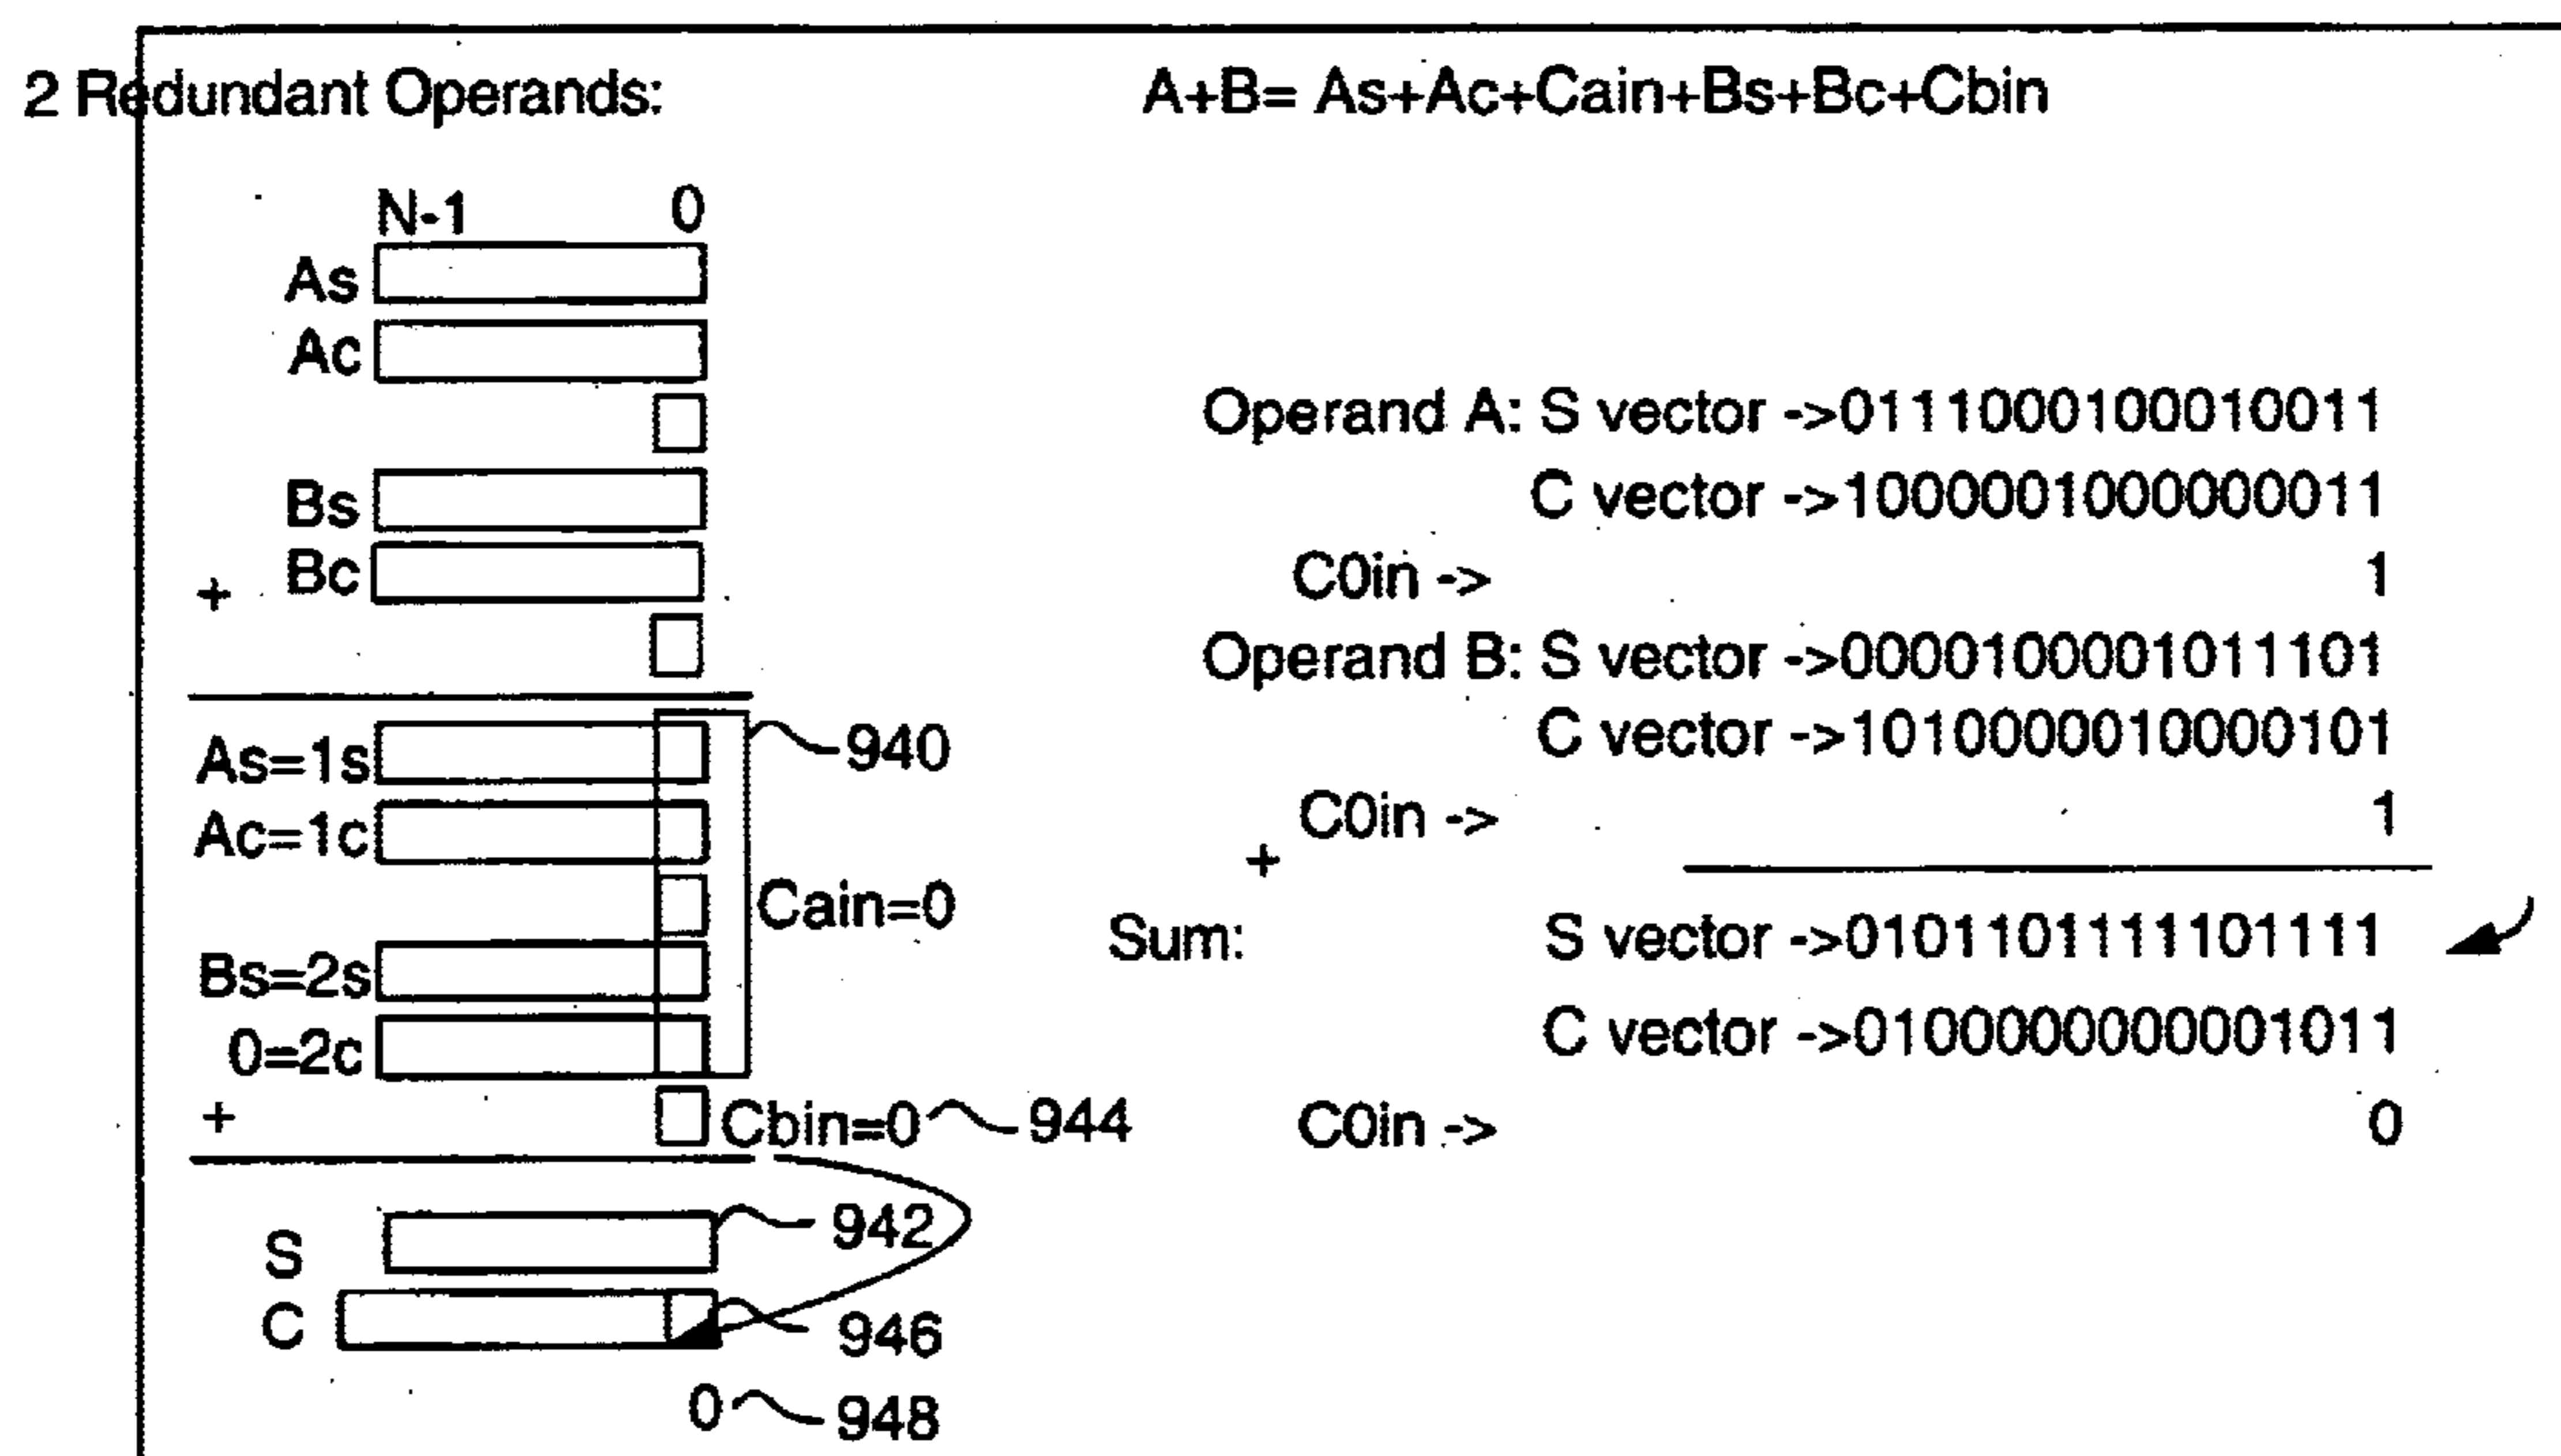 2 Redundant Operands:
A+B= As+Ac+Cain+Bs+Bc+Cbin
N-1 0
As
Ac
Bs
Bc
+
As=1s
940
Ac=1c
Cain=0
Bs=2s
0=2c
+
Cbin=0
944
S
942
C
946
0
948
Operand A: S vector ->0111000100010011
C vector ->1000001000000011
C0in -> 1
Operand B: S vector ->0000100001011101
C vector ->1010000010000101
C0in -> 1
+
Sum: S vector ->0101101111101111
C vector ->0100000000001011
C0in -> 0